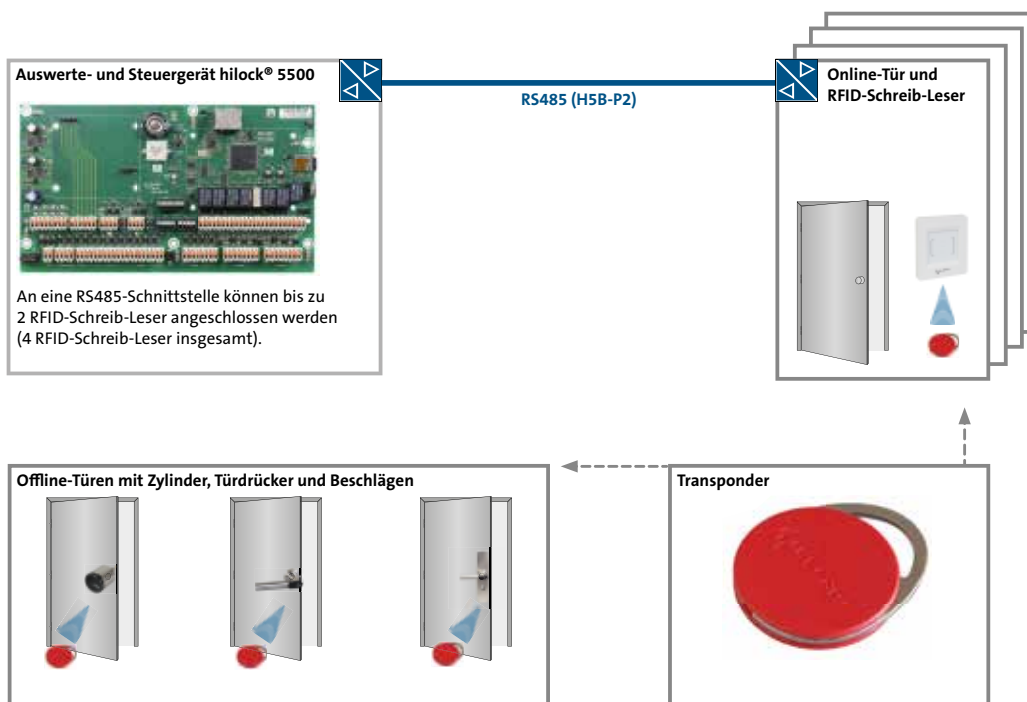 Auswerte- und Steuergerät hilock® 5500
RS485 (H5B-P2)
Online-Tür und
RFID-Schreib-Leser
An eine RS485-Schnittstelle können bis zu
2 RFID-Schreib-Leser angeschlossen werden
(4 RFID-Schreib-Leser insgesamt).
Offline-Türen mit Zylinder, Türdrücker und Beschlägen
Transponder